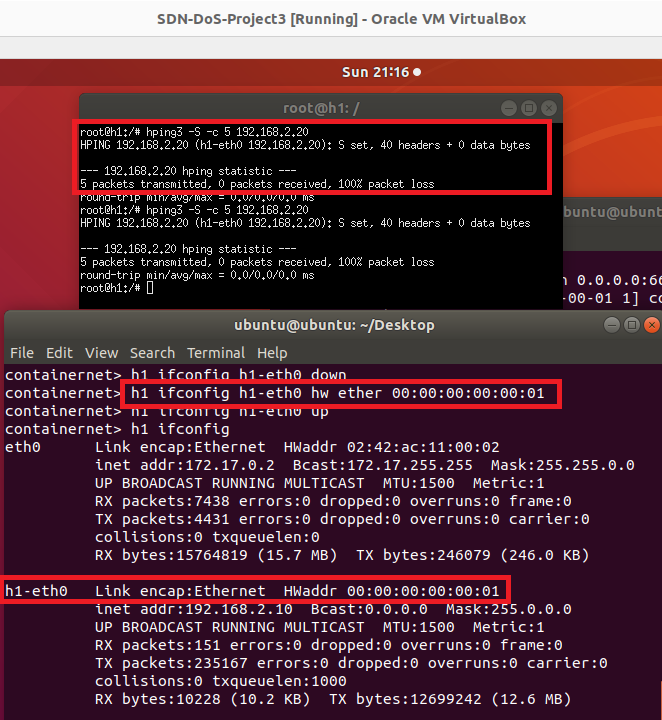 SDN-DoS-Project3 [Running] - Oracle VM VirtualBox
Sun 21:16
root@h1: /
root@h1:/# hping3 -S -c 5 192.168.2.20
HPING 192.168.2.20 (h1-eth0 192.168.2.20): S set, 40 headers + 0 data bytes
--- 192.168.2.20 hping statistic ---
5 packets transmitted, 0 packets received, 100% packet loss
round-trip min/avg/max = 0.0/0.0/0.0 ms
root@h1:/# hping3 -S -c 5 192.168.2.20
HPING 192.168.2.20 (h1-eth0 192.168.2.20): S set, 40 headers + 0 data bytes
--- 192.168.2.20 hping statistic ---
5 packets transmitted, 0 packets received, 100% packet loss
round-trip min/avg/max = 0.0/0.0/0.0 ms
root@h1:/#
buntu@ubunt
n 0.0.0.0:66
-00-01 1] co
ubuntu@ubuntu: ~/Desktop
File Edit View Search Terminal Help
containernet> h1 ifconfig h1-eth0 down
containernet> h1 ifconfig h1-eth0 hw ether 00:00:00:00:00:01
containernet> h1 ifconfig h1-eth0 up
containernet> h1 ifconfig
eth0 Link encap:Ethernet HWaddr 02:42:ac:11:00:02
inet addr:172.17.0.2 Bcast:172.17.255.255 Mask:255.255.0.0
UP BROADCAST RUNNING MULTICAST MTU:1500 Metric:1
RX packets:7438 errors:0 dropped:0 overruns:0 frame:0
TX packets:4431 errors:0 dropped:0 overruns:0 carrier:0
collisions:0 txqueuelen:0
RX bytes:15764819 (15.7 MB) TX bytes:246079 (246.0 KB)
h1-eth0 Link encap:Ethernet HWaddr 00:00:00:00:00:01
inet addr:192.168.2.10 Bcast:0.0.0.0 Mask:255.0.0.0
UP BROADCAST RUNNING MULTICAST MTU:1500 Metric:1
RX packets:151 errors:0 dropped:0 overruns:0 frame:0
TX packets:235167 errors:0 dropped:0 overruns:0 carrier:0
collisions:0 txqueuelen:1000
RX bytes:10228 (10.2 KB) TX bytes:12699242 (12.6 MB)